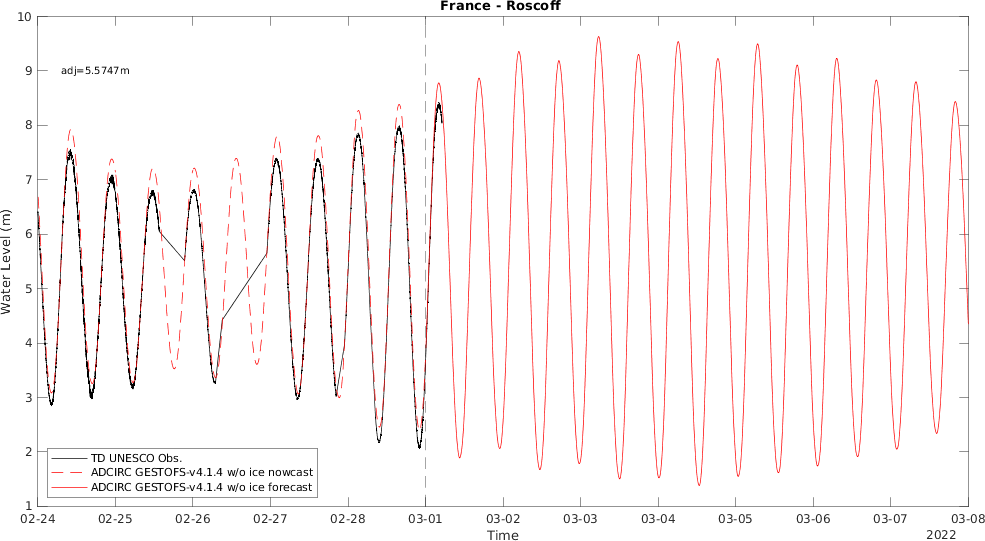 France - Roscoff
10
9
8
7
6
5
4
3
2
1
Water Level (m)
adj=5.5747m
TD UNESCO Obs.
ADCIRC GESTOFS-v4.1.4 w/o ice nowcast
ADCIRC GESTOFS-v4.1.4 w/o ice forecast
02-24 02-25 02-26 02-27 02-28 03-01 03-02 03-03 03-04 03-05 03-06 03-07 03-08
Time
2022